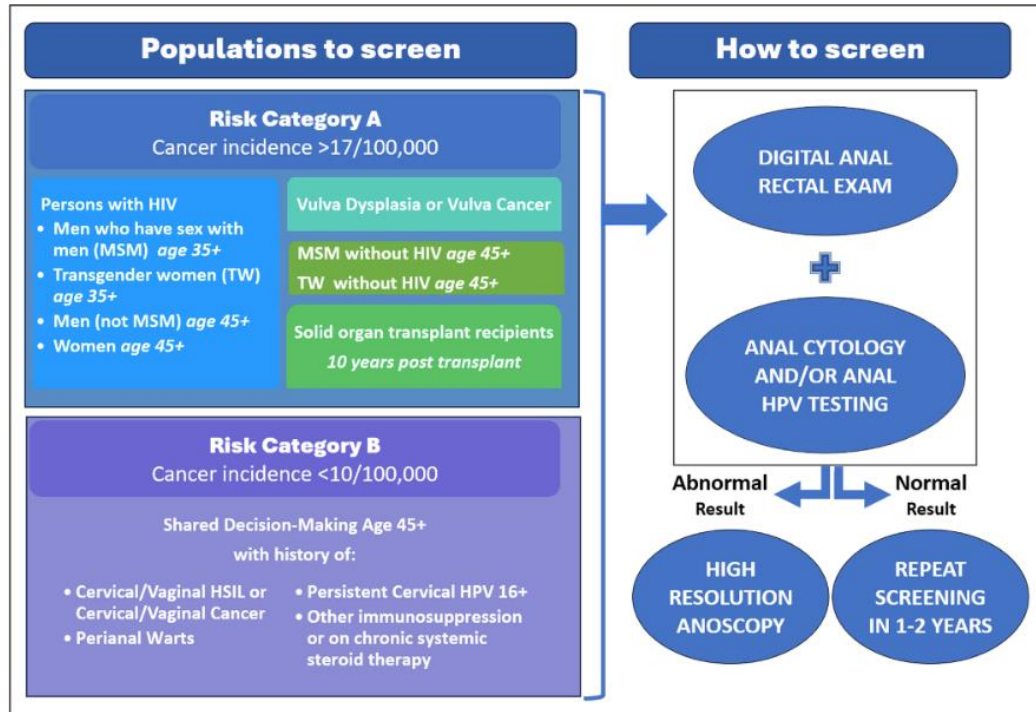 Populations to screen
Risk Category A
Cancer incidence >17/100,000
Persons with HIV
• Men who have sex with
men (MSM) age 35+
• Transgender women (TW)
age 35+
• Men (not MSM) age 45+
• Women age 45+
Vulva Dysplasia or Vulva Cancer
MSM without HIV age 45+
TW without HIV age 45+
Solid organ transplant recipients
10 years post transplant
Risk Category B
Cancer incidence <10/100,000
Shared Decision-Making Age 45+
with history of:
• Cervical/Vaginal HSIL or
Cervical/Vaginal Cancer
• Perianal Warts
• Persistent Cervical HPV 16+
• Other immunosuppression
or on chronic systemic
steroid therapy
How to screen
DIGITAL ANAL
RECTAL EXAM
ANAL CYTOLOGY
AND/OR ANAL
HPV TESTING
Abnormal
Result
Normal
Result
HIGH
RESOLUTION
ANOSCOPY
REPEAT
SCREENING
IN 1-2 YEARS